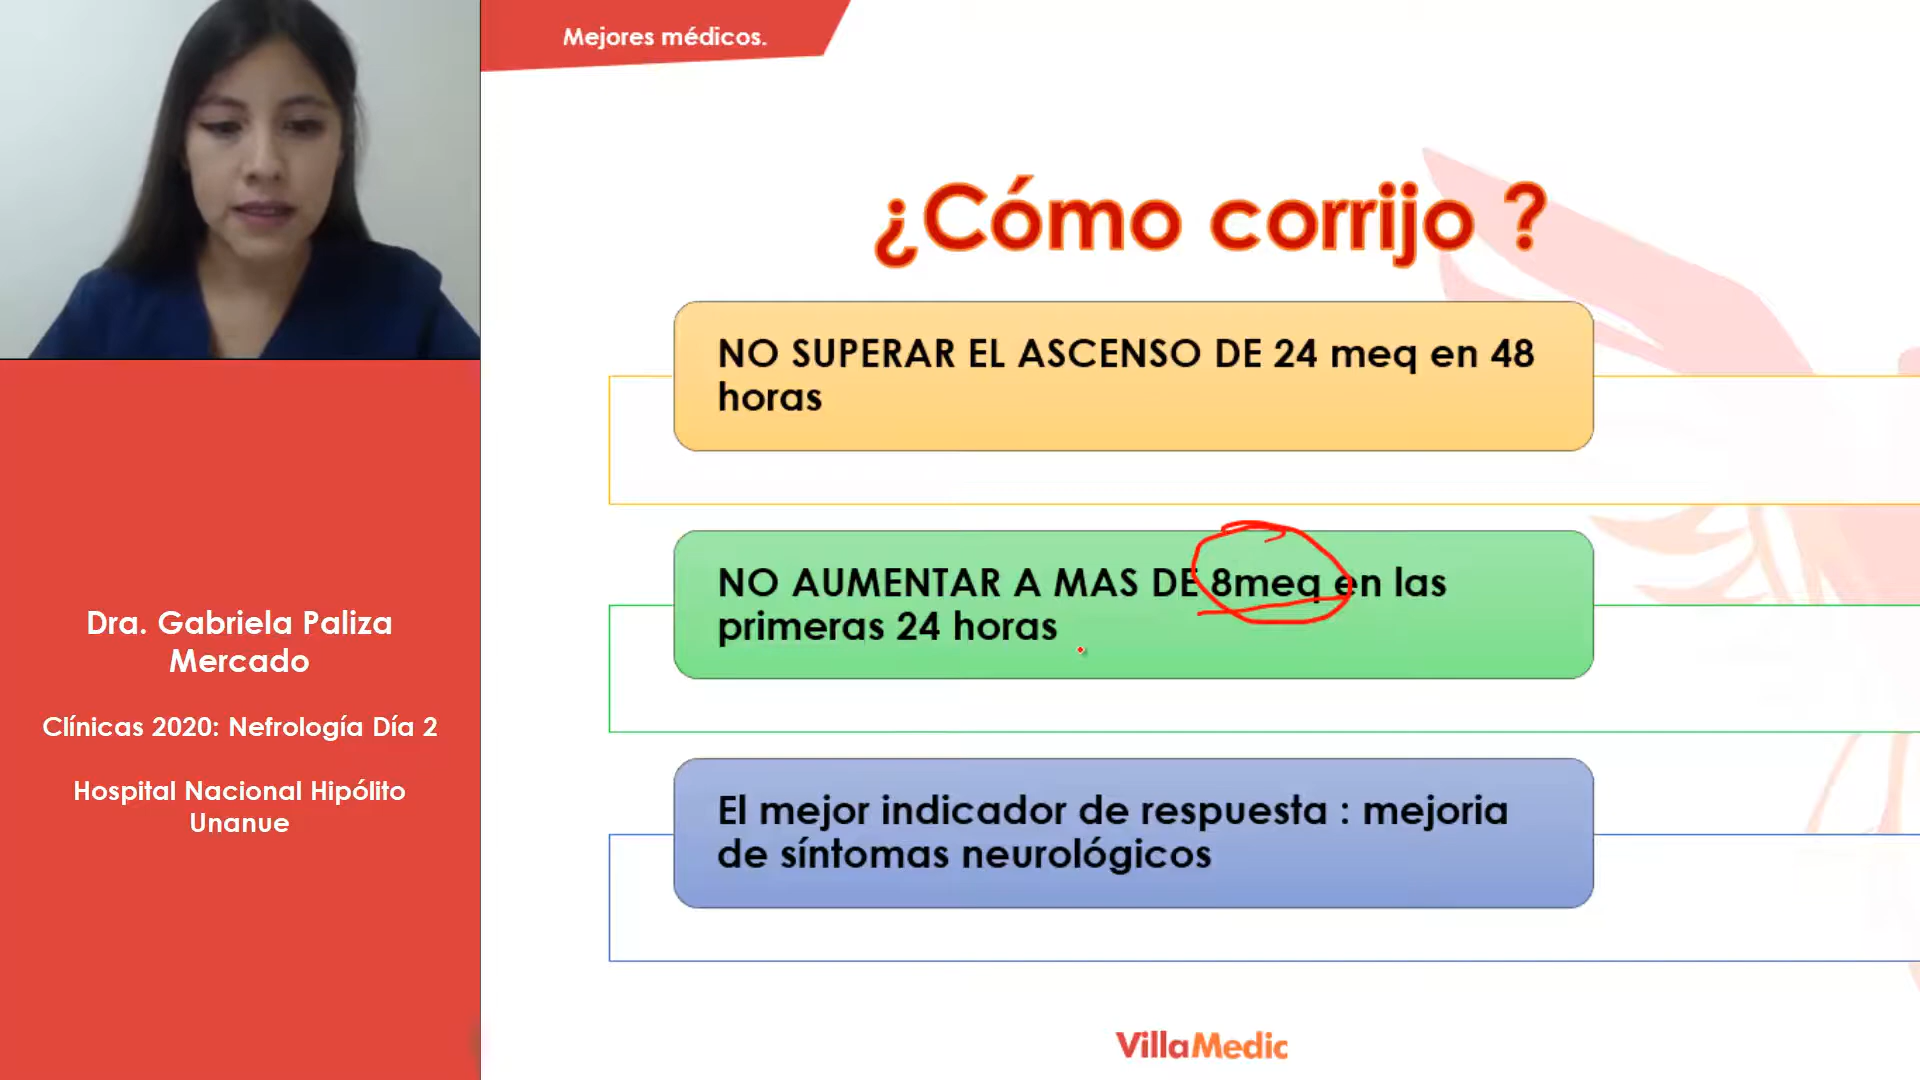 Mejores médicos.
¿Cómo corrijo ?
NO SUPERAR EL ASCENSO DE 24 meq en 48
horas
NO AUMENTAR A MAS DE 8meq en las
primeras 24 horas
El mejor indicador de respuesta : mejoria
de síntomas neurológicos
Dra. Gabriela Paliza
Mercado
Clínicas 2020: Nefrología Día 2
Hospital Nacional Hipólito
Unanue
VillaMedic